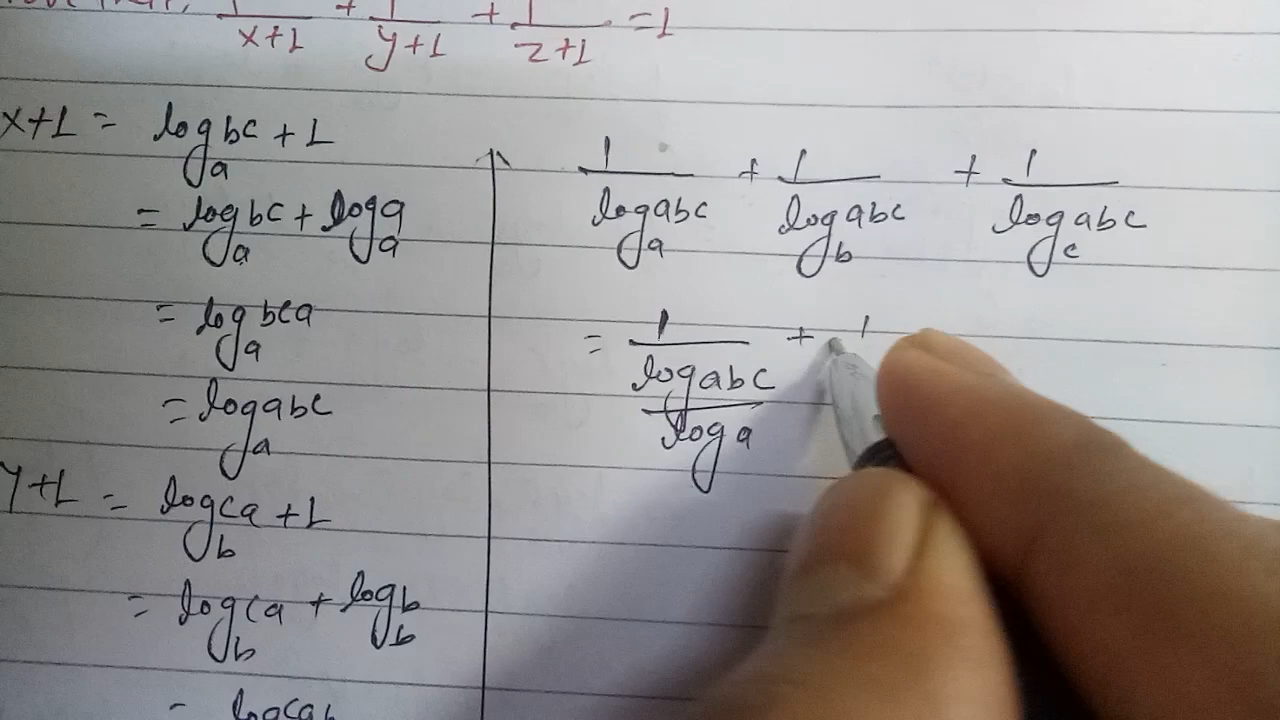 1/x+1 + 1/y+1 + 1/z+1 = 1
x+1 = log_a bc + 1
= log_a bc + log_a a
= log_a bca
= log_a abc
y+1 = log_b ca + 1
= log_b ca + log_b b
= log cab
1/log_a abc + 1/log_b abc + 1/log_c abc
= 1/(log abc/log a) + 1